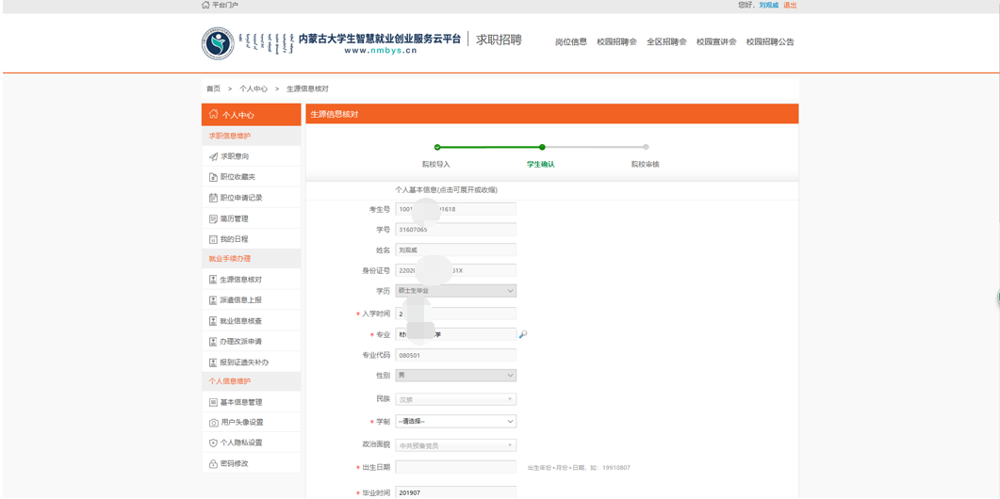 平台门户
您好，刘观威 退出
内蒙古大学生智慧就业创业服务云平台
www.nmbys.cn
求职招聘
岗位信息 校园招聘会 全区招聘会 校园宣讲会 校园招聘公告
首页 > 个人中心 > 生源信息核对
个人中心
求职信息维护
求职意向
职位收藏夹
职位申请记录
简历管理
我的日程
就业手续办理
生源信息核对
派遣信息上报
就业信息核查
办理改派申请
报到证遗失补办
个人信息维护
基本信息管理
用户头像设置
个人隐私设置
密码修改
生源信息核对
院校导入 学生确认 院校审核
个人基本信息(点击可展开或收缩)
考生号 1001 1618
学号 31607065
姓名 刘观威
身份证号 2202 51X
学历 硕士生毕业
* 入学时间 2
* 专业 材 学
专业代码 080501
性别 男
民族 汉族
* 学制 --请选择--
政治面貌 中共预备党员
* 出生日期 出生年份+月份+日期，如：19910807
* 毕业时间 201907